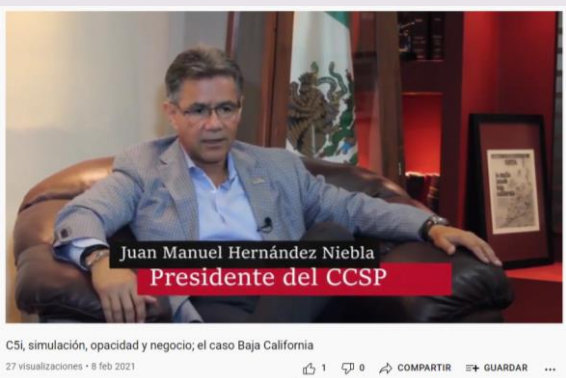 Juan Manuel Hernández Niebla
Presidente del CCSP
C5i, simulación, opacidad y negocio; el caso Baja California
27 visualizaciones • 8 feb 2021
1
0
COMPARTIR
GUARDAR